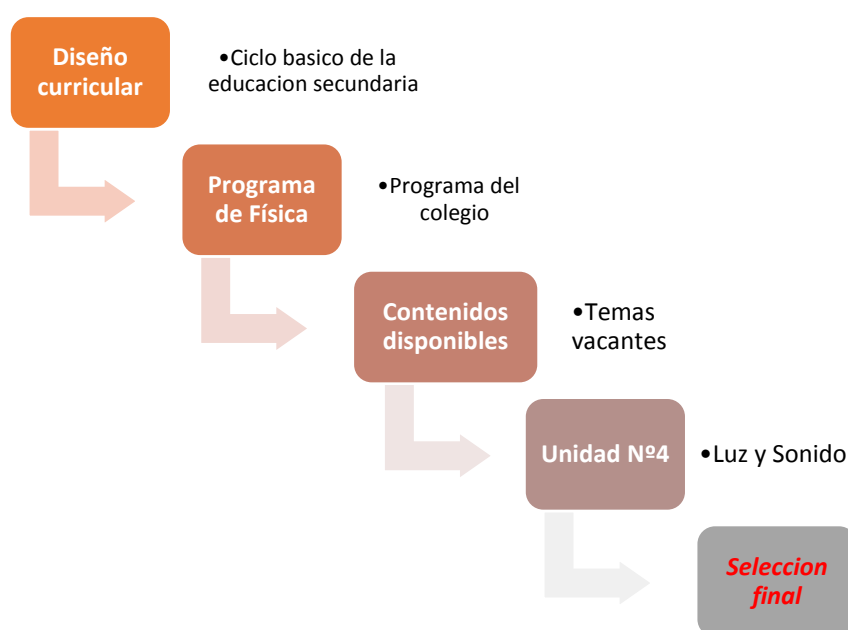 Diseño
curricular
•Ciclo basico de la
educacion secundaria
Programa
de Física
•Programa del
colegio
Contenidos
disponibles
•Temas
vacantes
Unidad Nº4
•Luz y Sonido
Seleccion
final